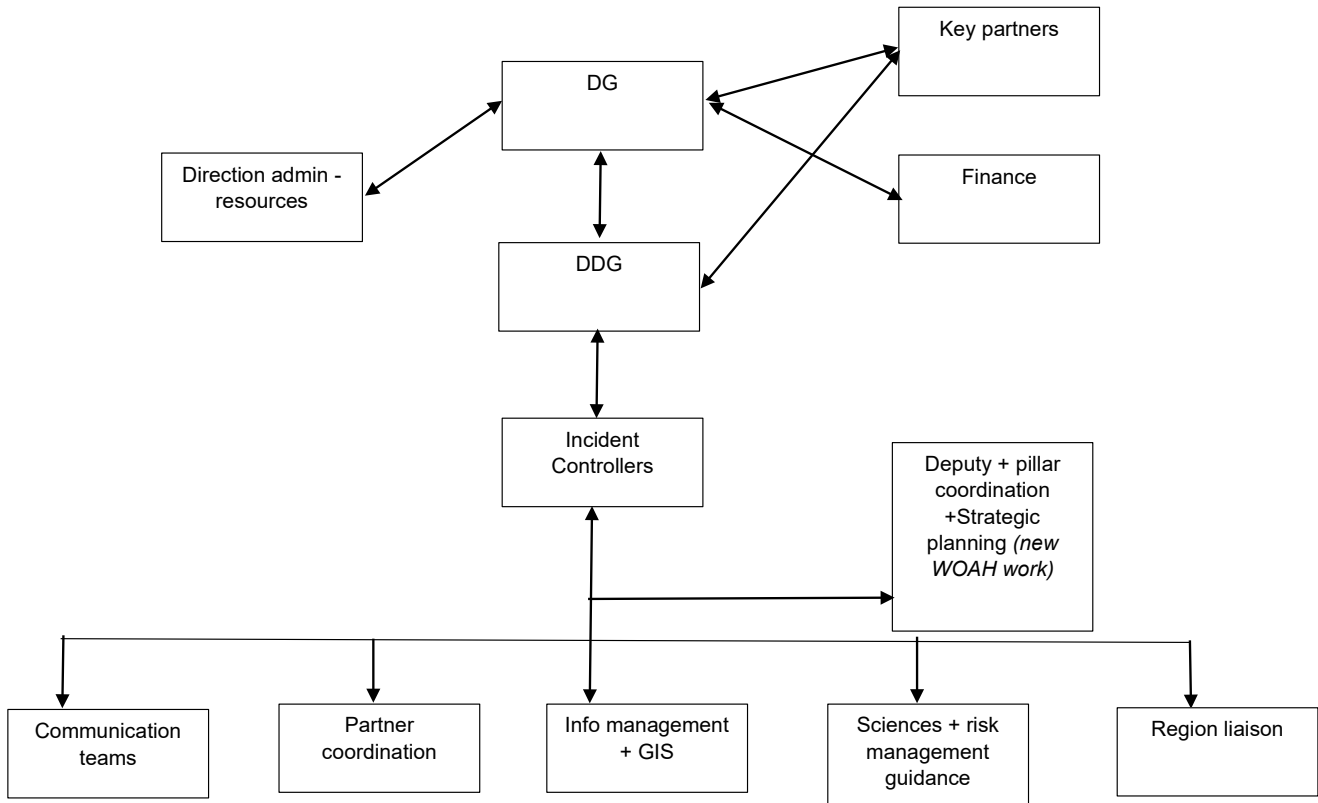 Key partners
DG
Direction admin -
resources
Finance
DDG
Incident
Controllers
Deputy + pillar
coordination
+Strategic
planning (new
WOAH work)
Communication
teams
Partner
coordination
Info management
+ GIS
Sciences + risk
management
guidance
Region liaison